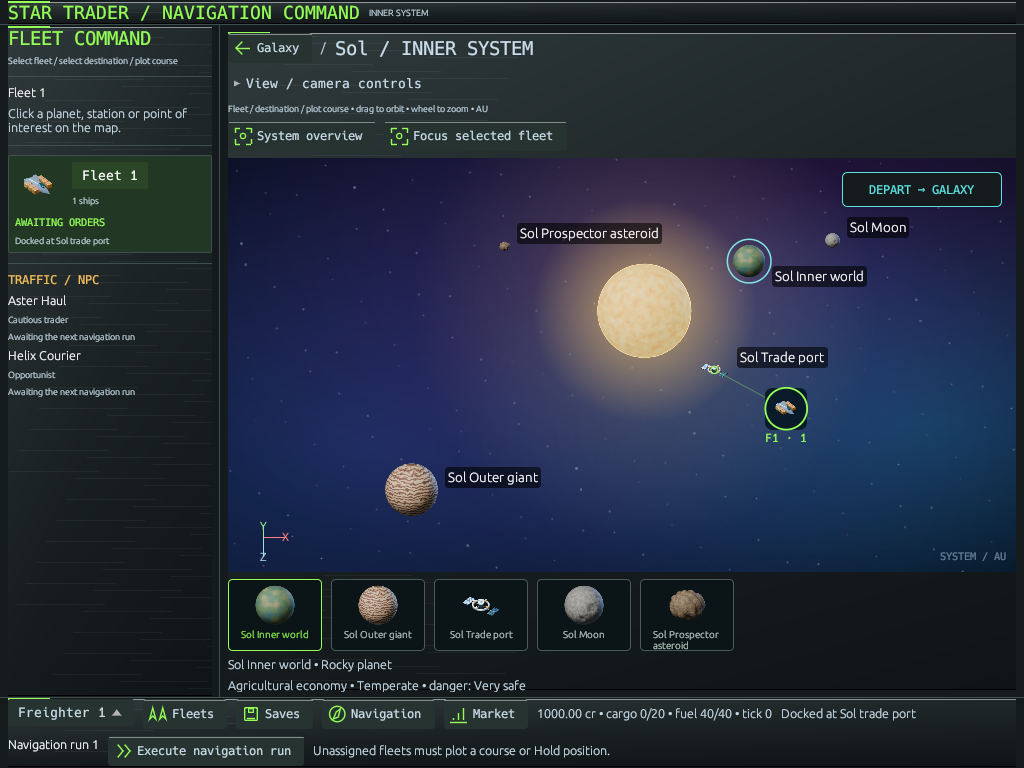 STAR TRADER / NAVIGATION COMMAND INNER SYSTEM
FLEET COMMAND
Select fleet / select destination / plot course
Fleet 1
Click a planet, station or point of
interest on the map.
Fleet 1
1 ships
AWAITING ORDERS
Docked at Sol trade port
TRAFFIC / NPC
Aster Haul
Cautious trader
Awaiting the next navigation run
Helix Courier
Opportunist
Awaiting the next navigation run
Galaxy / Sol / INNER SYSTEM
View / camera controls
Fleet / destination / plot course • drag to orbit • wheel to zoom • AU
System overview
Focus selected fleet
DEPART → GALAXY
Sol Moon
Sol Prospector asteroid
Sol Inner world
Sol Trade port
F1 · 1
Sol Outer giant
Y
X
Z
SYSTEM / AU
Sol Inner world
Sol Outer giant
Sol Trade port
Sol Moon
Sol Prospector
asteroid
Sol Inner world • Rocky planet
Agricultural economy • Temperate • danger: Very safe
Freighter 1
Fleets
Saves
Navigation
Market
1000.00 cr • cargo 0/20 • fuel 40/40 • tick 0 Docked at Sol trade port
Navigation run 1
Execute navigation run
Unassigned fleets must plot a course or Hold position.